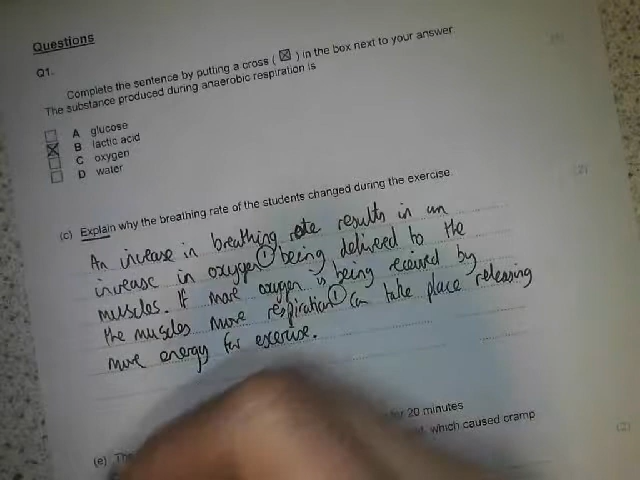 Questions
Q1.
Complete the sentence by putting a cross ( ☒ ) in the box next to your answer.
The substance produced during anaerobic respiration is
A glucose
B lactic acid
C oxygen
D water
(2)
(c) Explain why the breathing rate of the students changed during the exercise.
An increase in breathing rate results in an
increase in oxygen ① being delivered to the
muscles. If more oxygen is being received by
the muscles more respiration ① can take place releasing
more energy for exercise.
for 20 minutes
, which caused cramp
(e) The
(2)